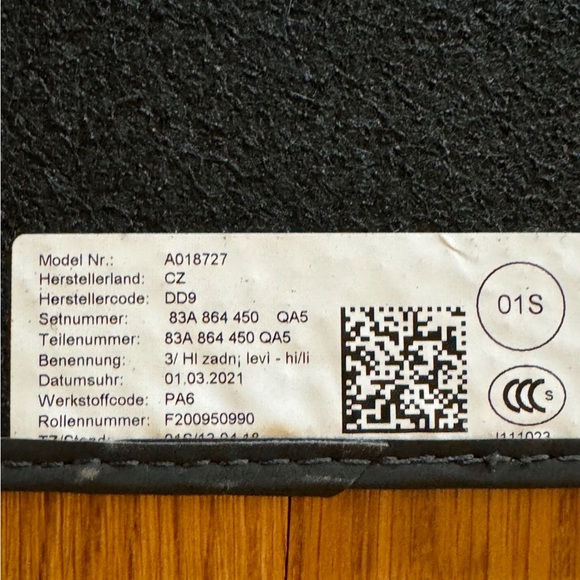 Model Nr.: A018727
Herstellerland: CZ
Herstellercode: DD9
Setnummer: 83A 864 450 QA5
Teilenummer: 83A 864 450 QA5
Benennung: 3/ HI zadn; levi - hi/li
Datumsuhr: 01.03.2021
Werkstoffcode: PA6
Rollennummer: F200950990
01S
CCC S